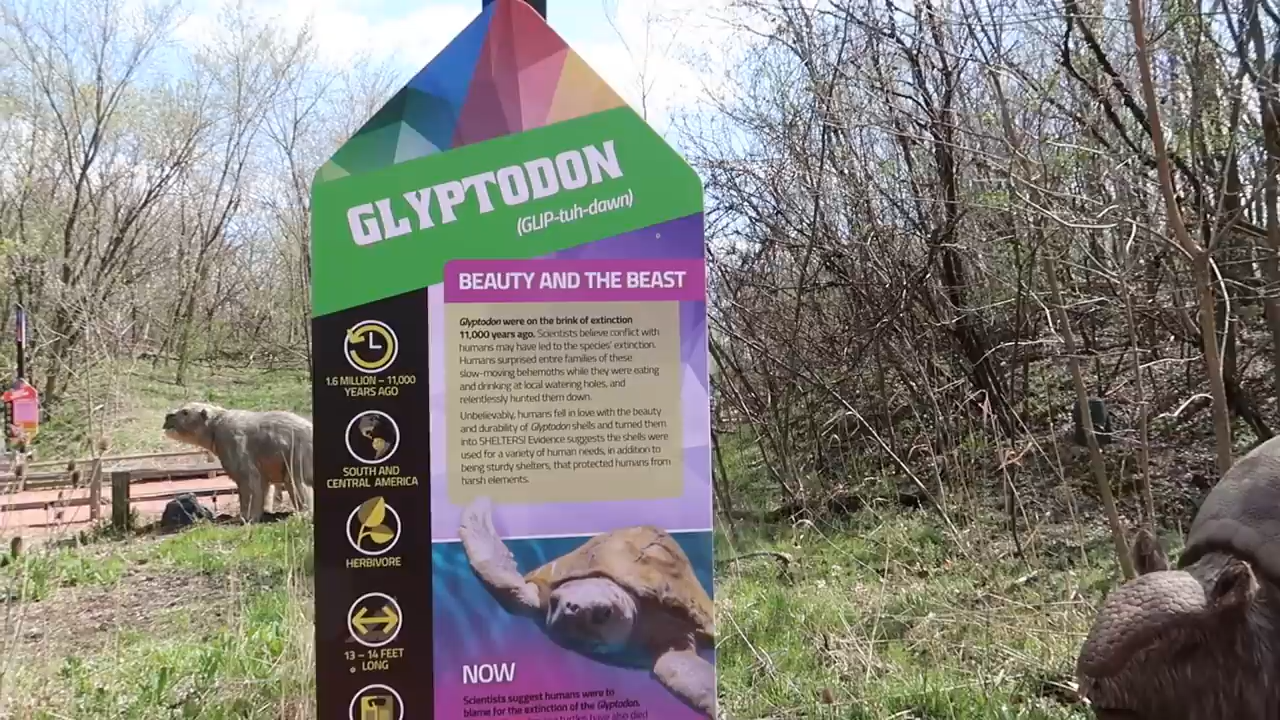 GLYPTODON
(GLIP-tuh-dawn)
BEAUTY AND THE BEAST
Glyptodon were on the brink of extinction
11,000 years ago. Scientists believe conflict with
humans may have led to the species' extinction.
Humans surprised entire families of these
slow-moving behemoths while they were eating
and drinking at local watering holes, and
relentlessly hunted them down.
Unbelievably, humans fell in love with the beauty
and durability of Glyptodon shells and turned them
into SHELTERS! Evidence suggests the shells were
used for a variety of human needs, in addition to
being sturdy shelters, that protected humans from
harsh elements.
1.6 MILLION – 11,000
YEARS AGO
SOUTH AND
CENTRAL AMERICA
HERBIVORE
13 – 14 FEET
LONG
NOW
Scientists suggest humans were to
blame for the extinction of the Glyptodon.
turtles have also died